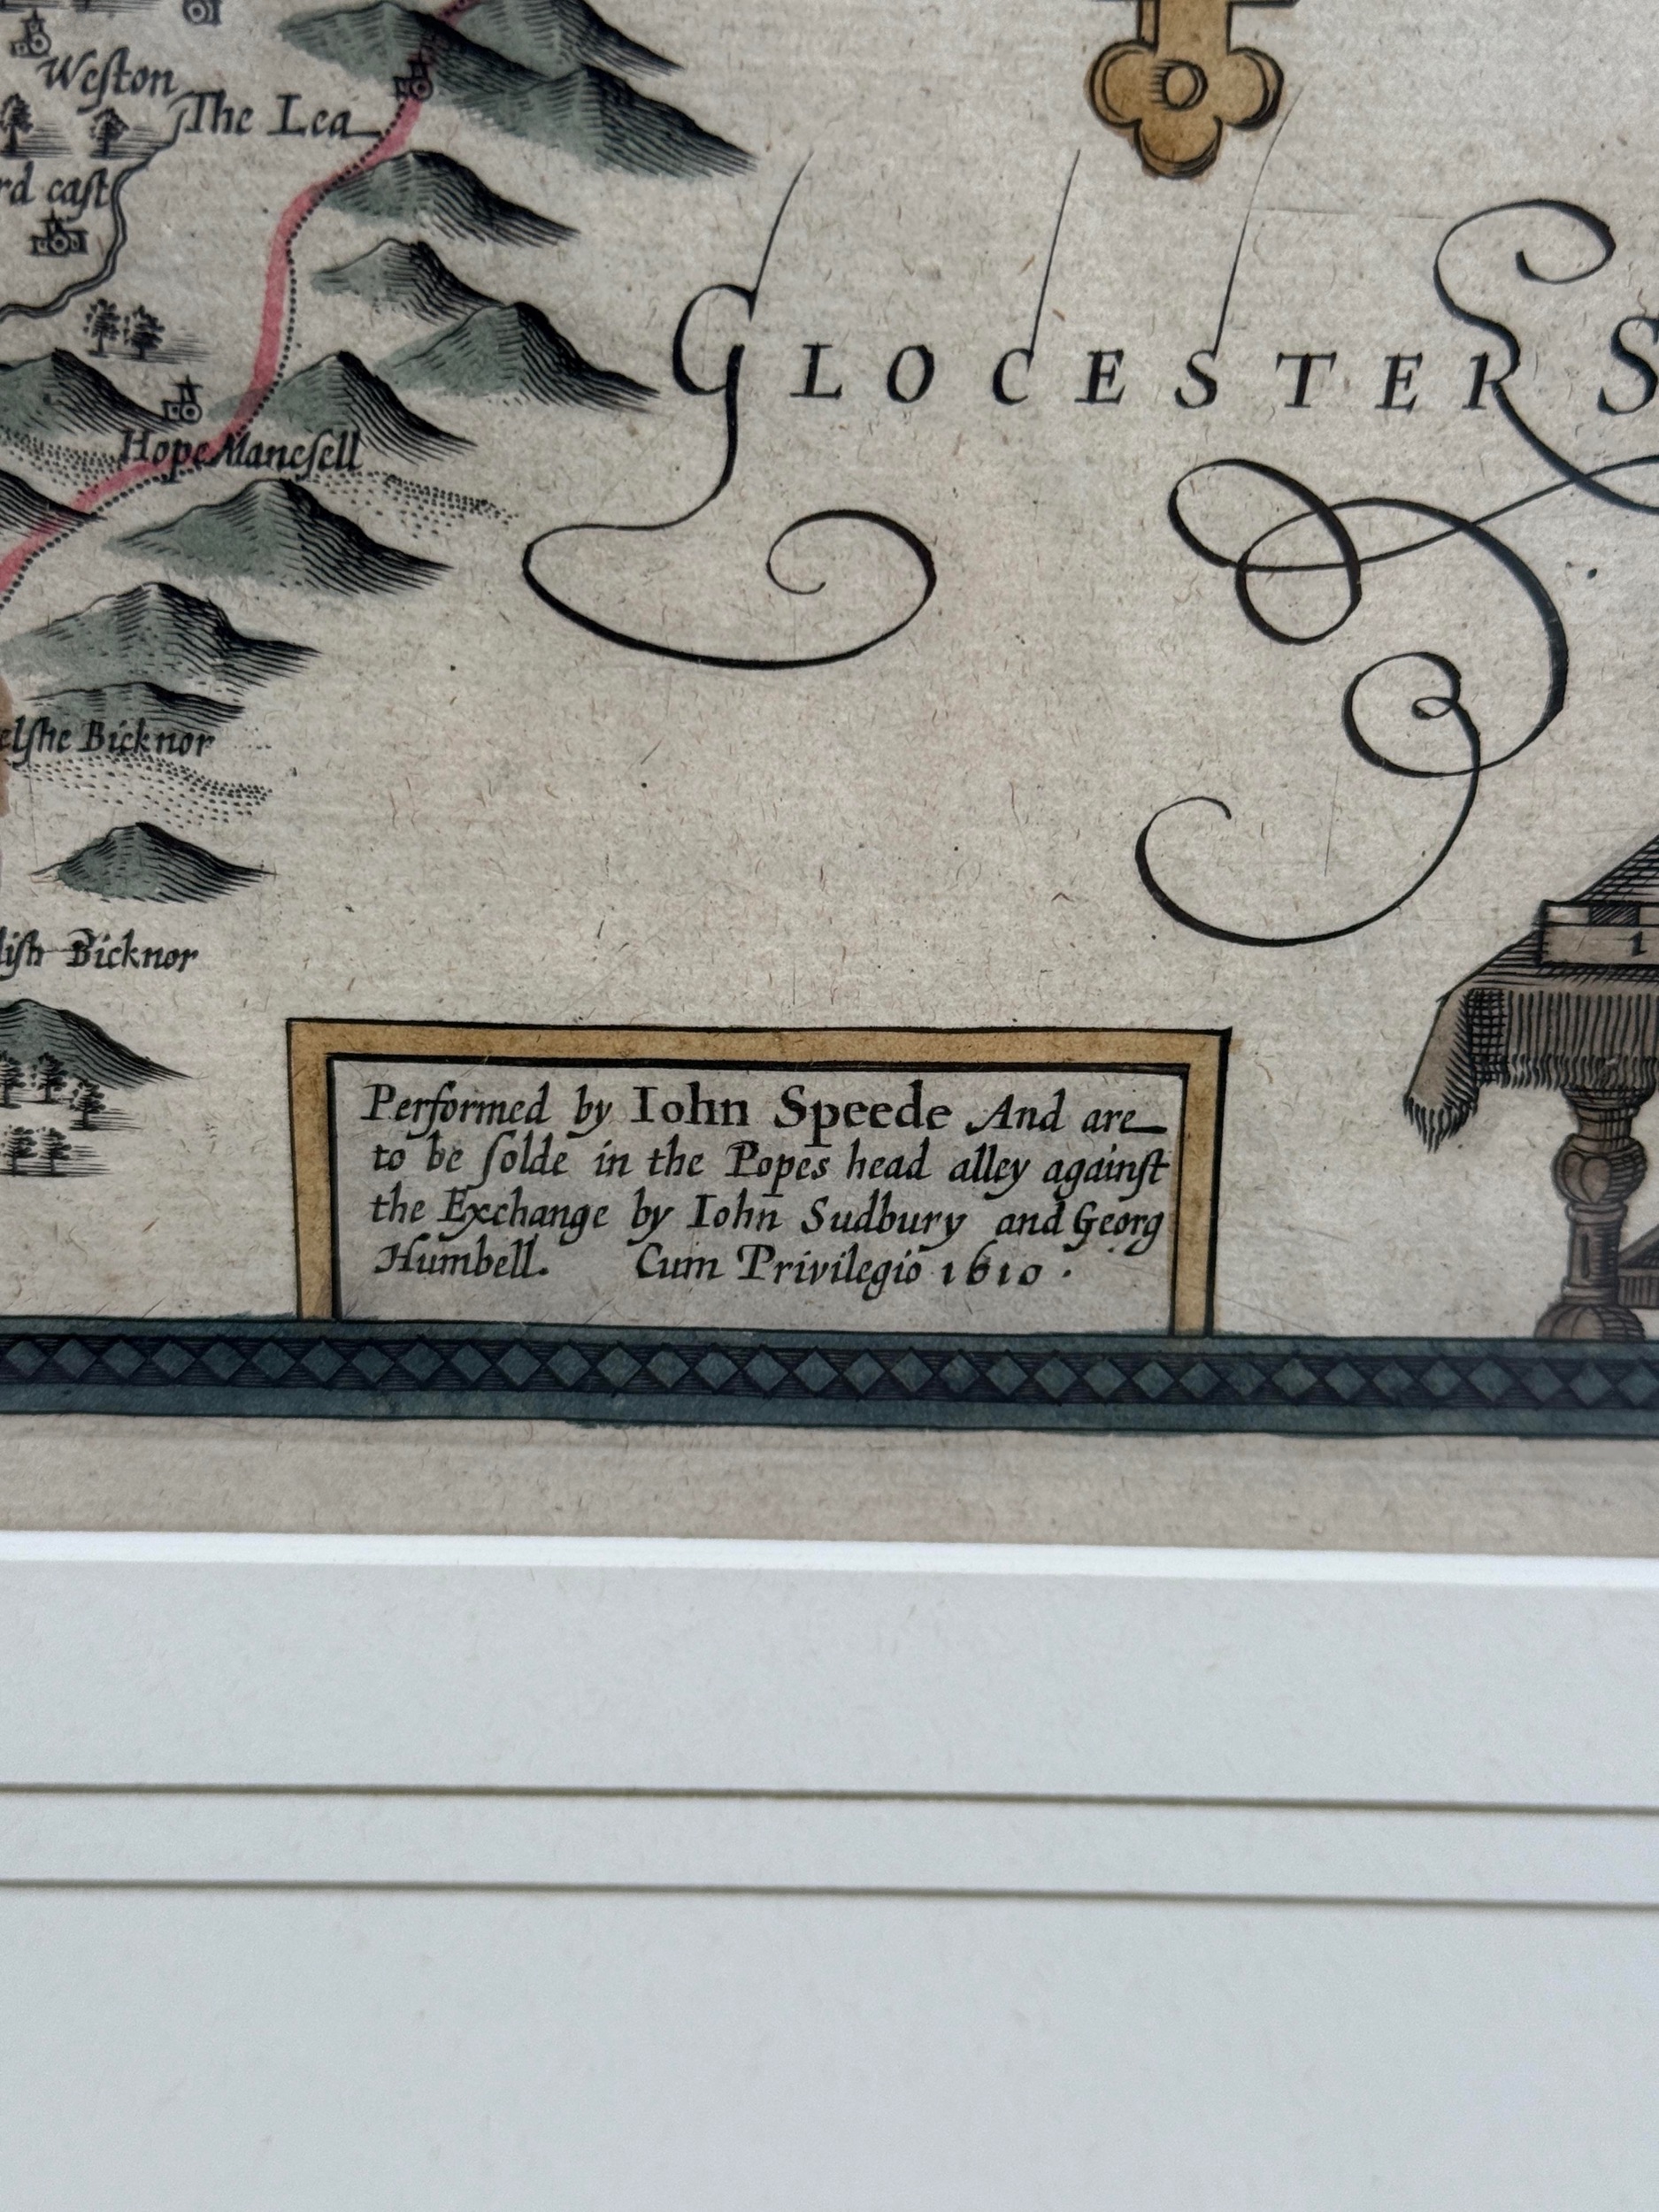 Weſton
The Lea
rd caſt
GLOCESTER S
Hope Maneſell
elſhe Bicknor
liſh Bicknor
1
Performed by Iohn Speede And are
to be ſolde in the Popes head alley againſt
the Exchange by Iohn Sudbury and Georg
Humbell. Cum Privilegio 1610 .